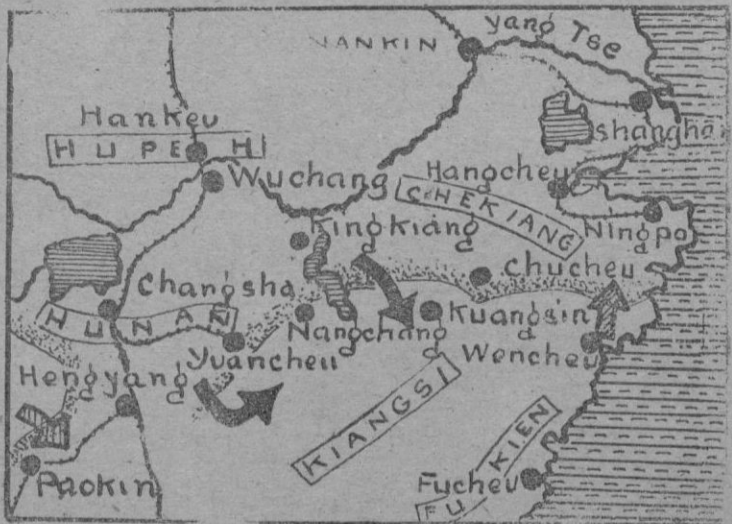 NANKIN
yang Tse
Hankeu
HUPEH
shanghai
Wuchang
Hangcheu
CHEKIANG
Ningpo
Kingkiang
Chucheu
Changsha
HUNAN
Nangchang
Kuangsin
Yuancheu
Wencheu
Hengyang
KIANGSI
Paokin
Fucheu
FUKIEN